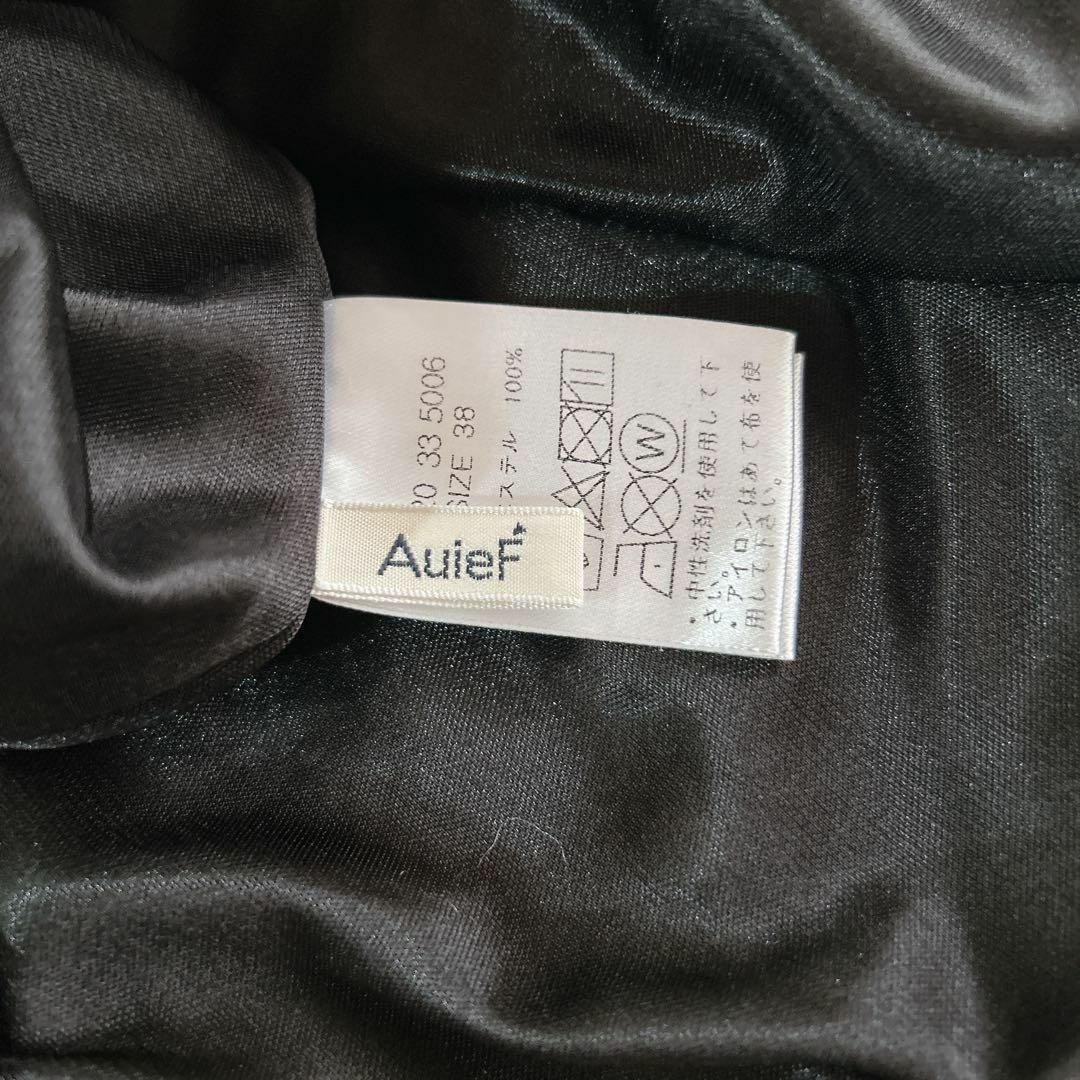 20 33 5006
SIZE 38
ステル 100%
W
・中性洗剤を使用して下
さい。
・アイロンはあて布を使
用して下さい。
AuieF